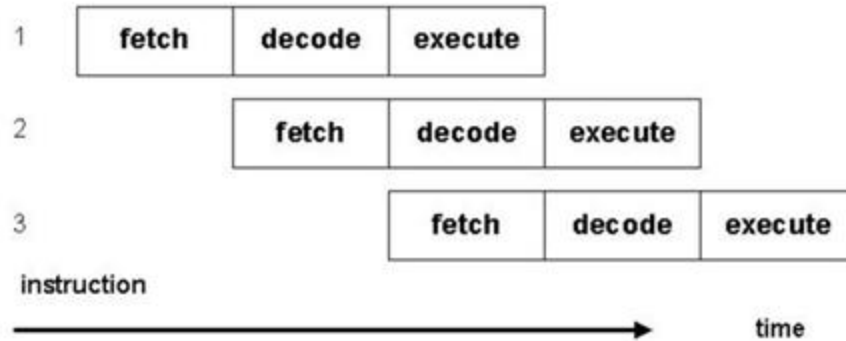 1 fetch decode execute
2 fetch decode execute
3 fetch decode execute
instruction
time